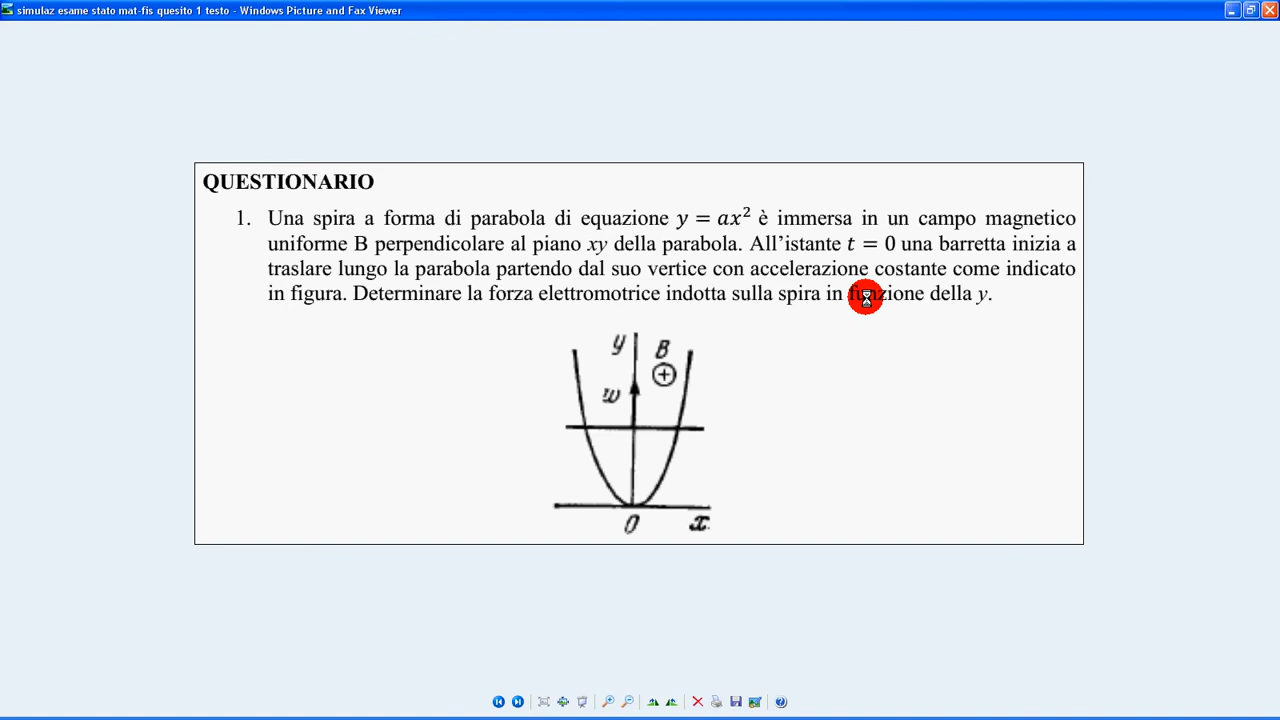 simulaz esame stato mat-fis quesito 1 testo - Windows Picture and Fax Viewer
QUESTIONARIO
1. Una spira a forma di parabola di equazione y = ax² è immersa in un campo magnetico
uniforme B perpendicolare al piano xy della parabola. All'istante t = 0 una barretta inizia a
traslare lungo la parabola partendo dal suo vertice con accelerazione costante come indicato
in figura. Determinare la forza elettromotrice indotta sulla spira in funzione della y.
y B
w
O x